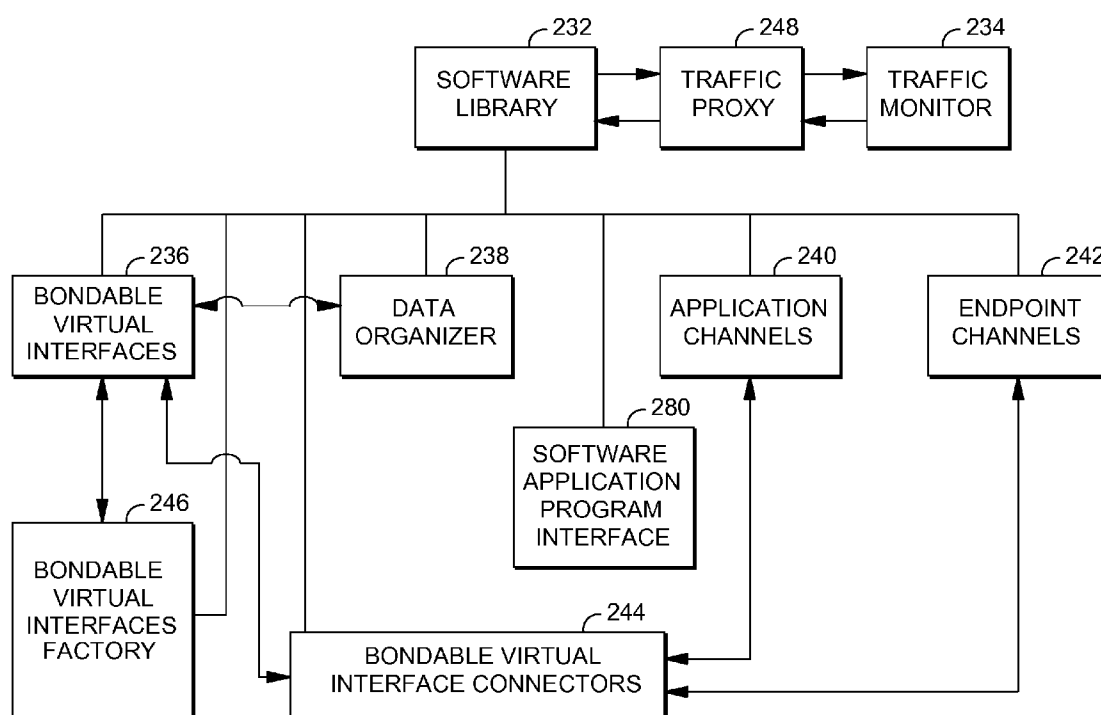 232
SOFTWARE
LIBRARY
248
TRAFFIC
PROXY
234
TRAFFIC
MONITOR
236
BONDABLE
VIRTUAL
INTERFACES
238
DATA
ORGANIZER
240
APPLICATION
CHANNELS
242
ENDPOINT
CHANNELS
280
SOFTWARE
APPLICATION
PROGRAM
INTERFACE
246
BONDABLE
VIRTUAL
INTERFACES
FACTORY
244
BONDABLE VIRTUAL
INTERFACE CONNECTORS